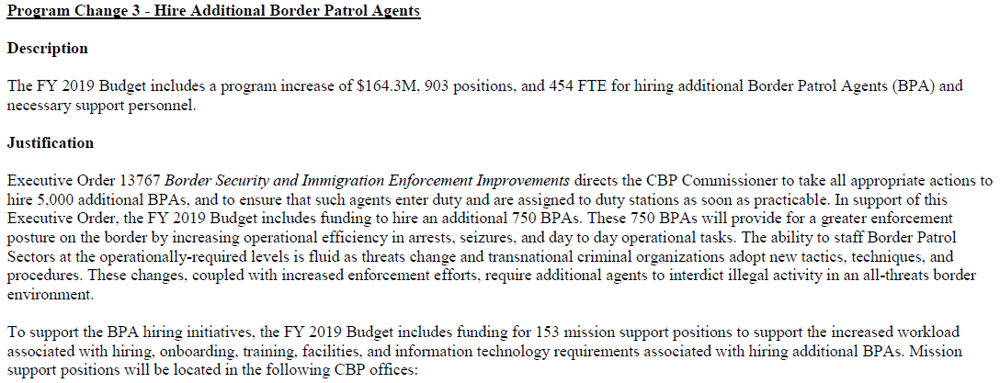 Program Change 3 - Hire Additional Border Patrol Agents
Description
The FY 2019 Budget includes a program increase of $164.3M, 903 positions, and 454 FTE for hiring additional Border Patrol Agents (BPA) and
necessary support personnel.
Justification
Executive Order 13767 Border Security and Immigration Enforcement Improvements directs the CBP Commissioner to take all appropriate actions to
hire 5,000 additional BPAs, and to ensure that such agents enter duty and are assigned to duty stations as soon as practicable. In support of this
Executive Order, the FY 2019 Budget includes funding to hire an additional 750 BPAs. These 750 BPAs will provide for a greater enforcement
posture on the border by increasing operational efficiency in arrests, seizures, and day to day operational tasks. The ability to staff Border Patrol
Sectors at the operationally-required levels is fluid as threats change and transnational criminal organizations adopt new tactics, techniques, and
procedures. These changes, coupled with increased enforcement efforts, require additional agents to interdict illegal activity in an all-threats border
environment.
To support the BPA hiring initiatives, the FY 2019 Budget includes funding for 153 mission support positions to support the increased workload
associated with hiring, onboarding, training, facilities, and information technology requirements associated with hiring additional BPAs. Mission
support positions will be located in the following CBP offices: